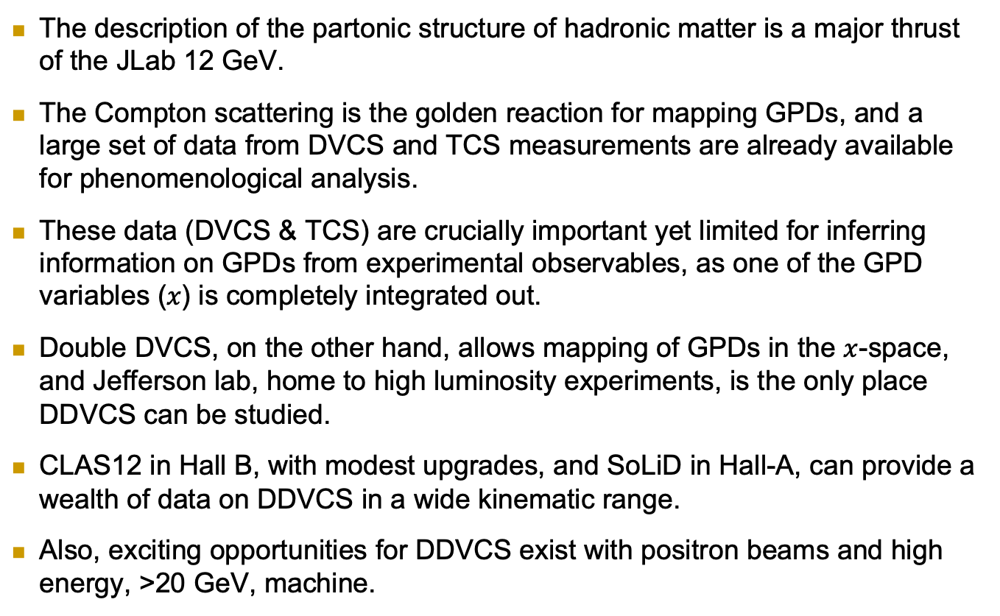 ▪ The description of the partonic structure of hadronic matter is a major thrust
of the JLab 12 GeV.
▪ The Compton scattering is the golden reaction for mapping GPDs, and a
large set of data from DVCS and TCS measurements are already available
for phenomenological analysis.
▪ These data (DVCS & TCS) are crucially important yet limited for inferring
information on GPDs from experimental observables, as one of the GPD
variables (x) is completely integrated out.
▪ Double DVCS, on the other hand, allows mapping of GPDs in the x-space,
and Jefferson lab, home to high luminosity experiments, is the only place
DDVCS can be studied.
▪ CLAS12 in Hall B, with modest upgrades, and SoLiD in Hall-A, can provide a
wealth of data on DDVCS in a wide kinematic range.
▪ Also, exciting opportunities for DDVCS exist with positron beams and high
energy, >20 GeV, machine.